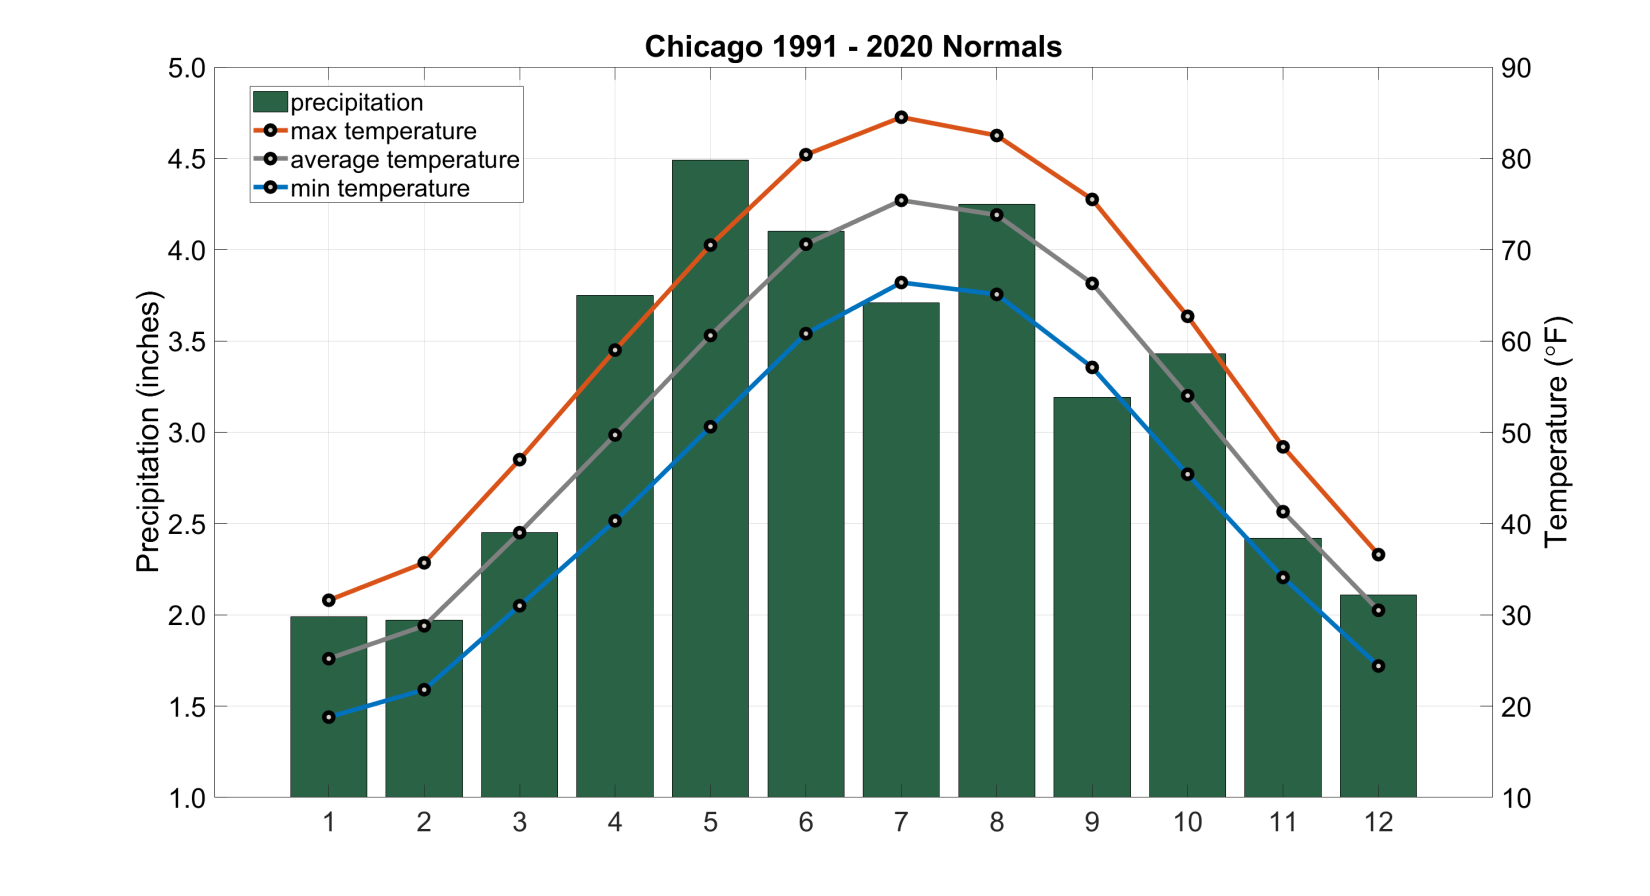 Chicago 1991 - 2020 Normals
precipitation
max temperature
average temperature
min temperature
Precipitation (inches)
5.0
4.5
4.0
3.5
3.0
2.5
2.0
1.5
1.0
90
80
70
60
50
40
30
20
10
Temperature (°F)
1 2 3 4 5 6 7 8 9 10 11 12